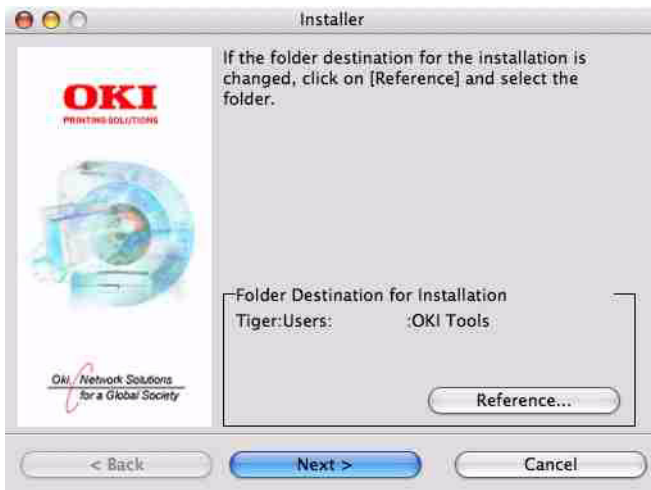 Installer
If the folder destination for the installation is
changed, click on [Reference] and select the
folder.
OKI
PRINTING SOLUTIONS
Folder Destination for Installation
Tiger:Users: :OKI Tools
Reference...
Oki, Network Solutions
for a Global Society
< Back
Next >
Cancel